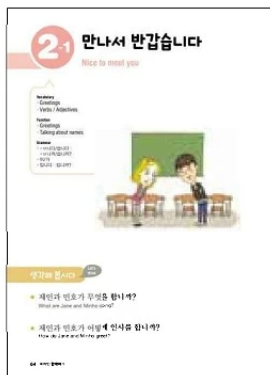 2-1 만나서 반갑습니다
Nice to meet you
Vocabulary
- Greetings
- Verbs / Adjectives
Function
- Greetings
- Talking about names
Grammar
생각해 봅시다
제인과 민호가 무엇을 합니까?
What are Jane and Minho doing?
제인과 민호가 어떻게 인사를 합니까?
How do Jane and Minho greet?